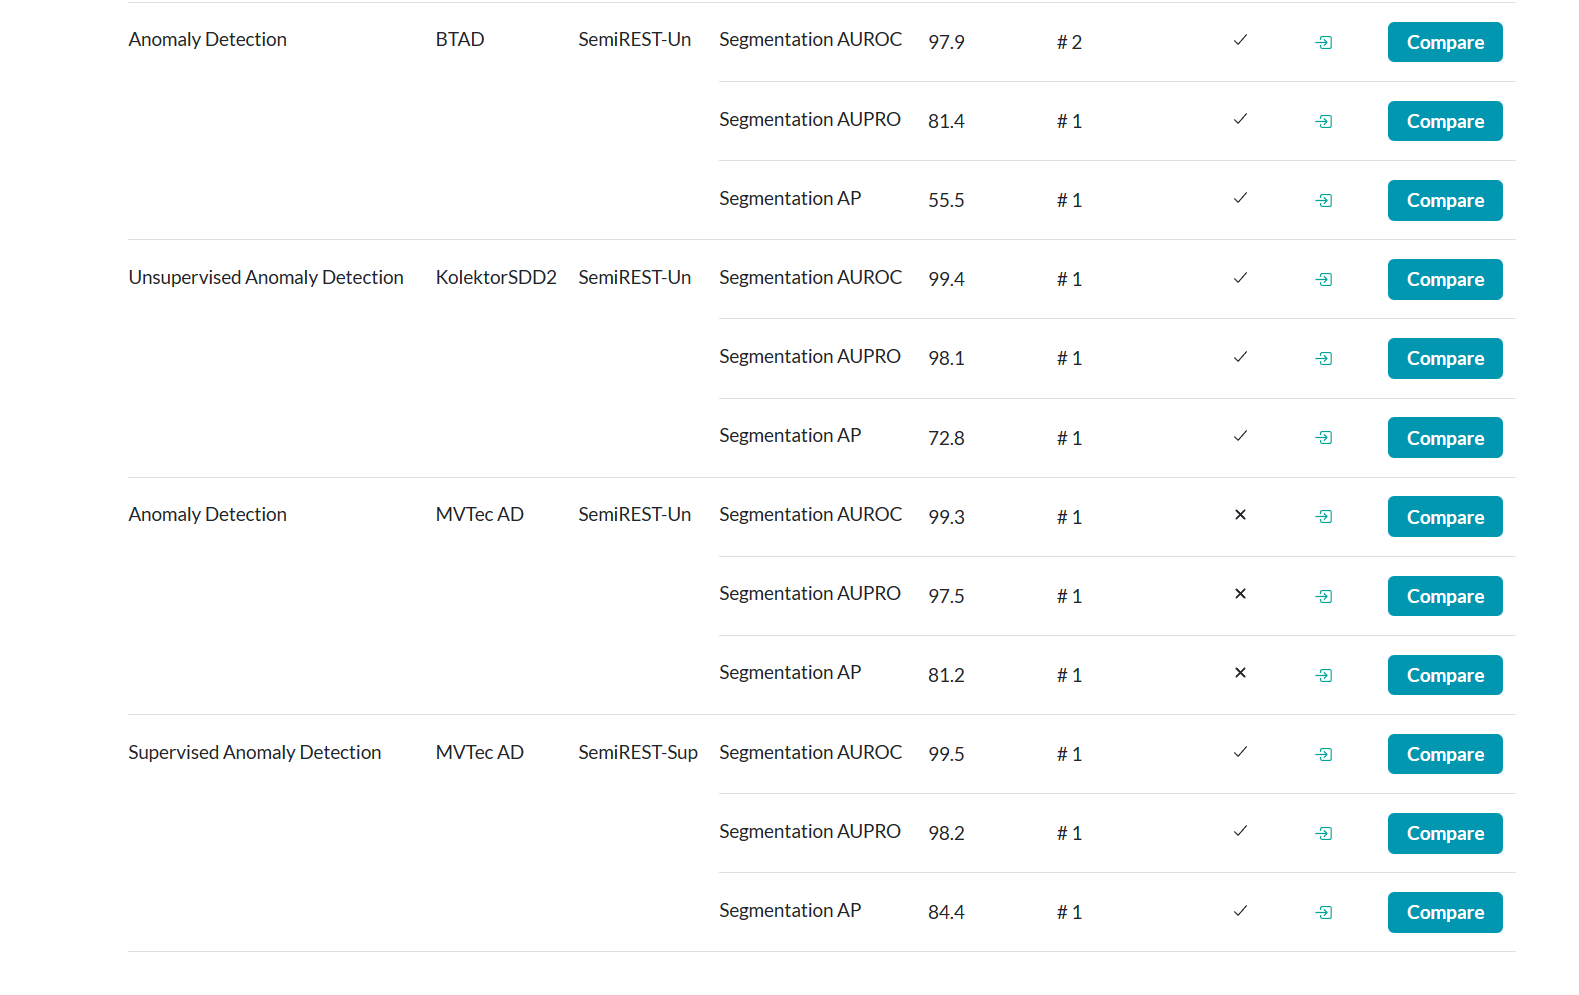 Anomaly Detection BTAD SemiREST-Un Segmentation AUROC 97.9 # 2 ✓ Compare
Segmentation AUPRO 81.4 # 1 ✓ Compare
Segmentation AP 55.5 # 1 ✓ Compare
Unsupervised Anomaly Detection KolektorSDD2 SemiREST-Un Segmentation AUROC 99.4 # 1 ✓ Compare
Segmentation AUPRO 98.1 # 1 ✓ Compare
Segmentation AP 72.8 # 1 ✓ Compare
Anomaly Detection MVTec AD SemiREST-Un Segmentation AUROC 99.3 # 1 × Compare
Segmentation AUPRO 97.5 # 1 × Compare
Segmentation AP 81.2 # 1 × Compare
Supervised Anomaly Detection MVTec AD SemiREST-Sup Segmentation AUROC 99.5 # 1 ✓ Compare
Segmentation AUPRO 98.2 # 1 ✓ Compare
Segmentation AP 84.4 # 1 ✓ Compare